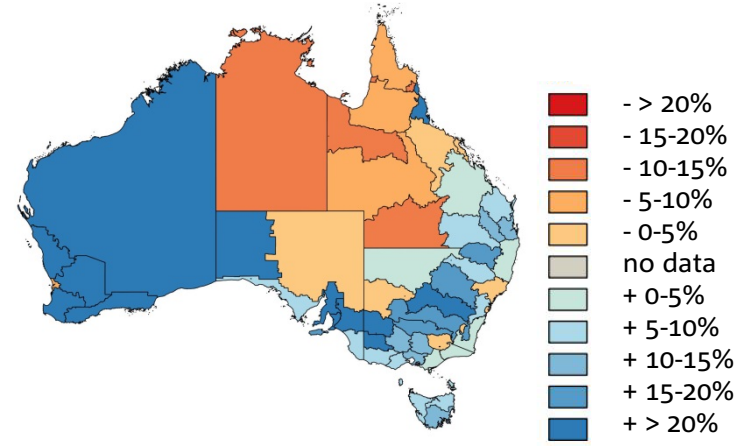 - > 20%
- 15-20%
- 10-15%
- 5-10%
- 0-5%
no data
+ 0-5%
+ 5-10%
+ 10-15%
+ 15-20%
+ > 20%